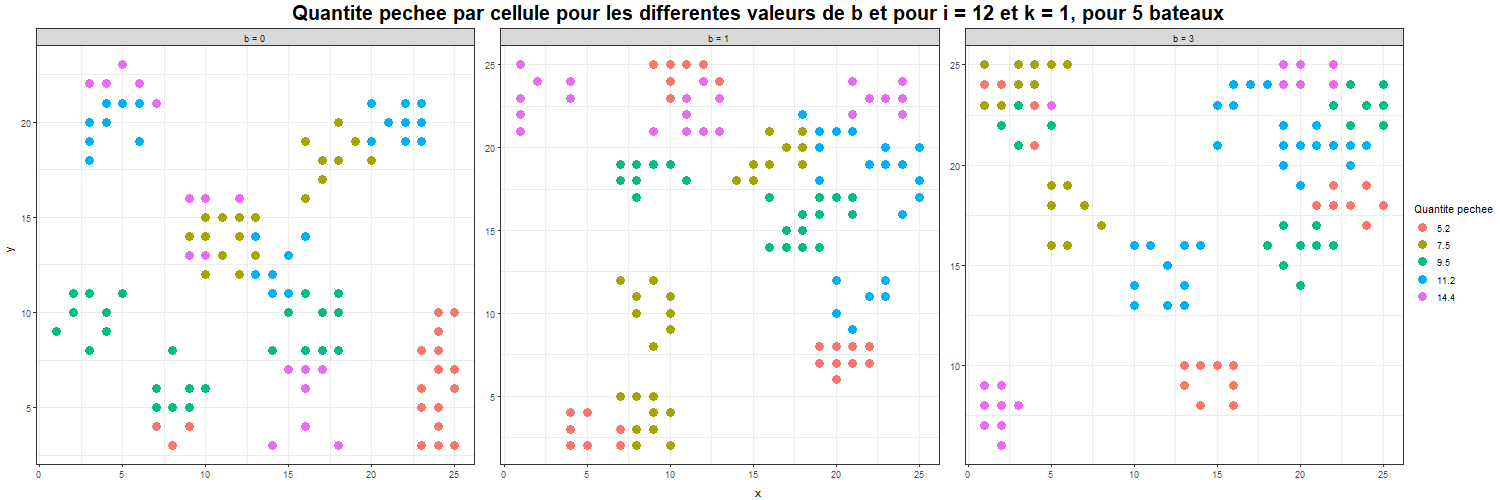 Quantite pechee par cellule pour les differentes valeurs de b et pour i = 12 et k = 1, pour 5 bateaux
b = 0
b = 1
b = 3
y
20
15
10
5
25
20
15
10
5
25
20
15
10
0 5 10 15 20 25
0 5 10 15 20 25
0 5 10 15 20 25
x
Quantite pechee
5.2
7.5
9.5
11.2
14.4